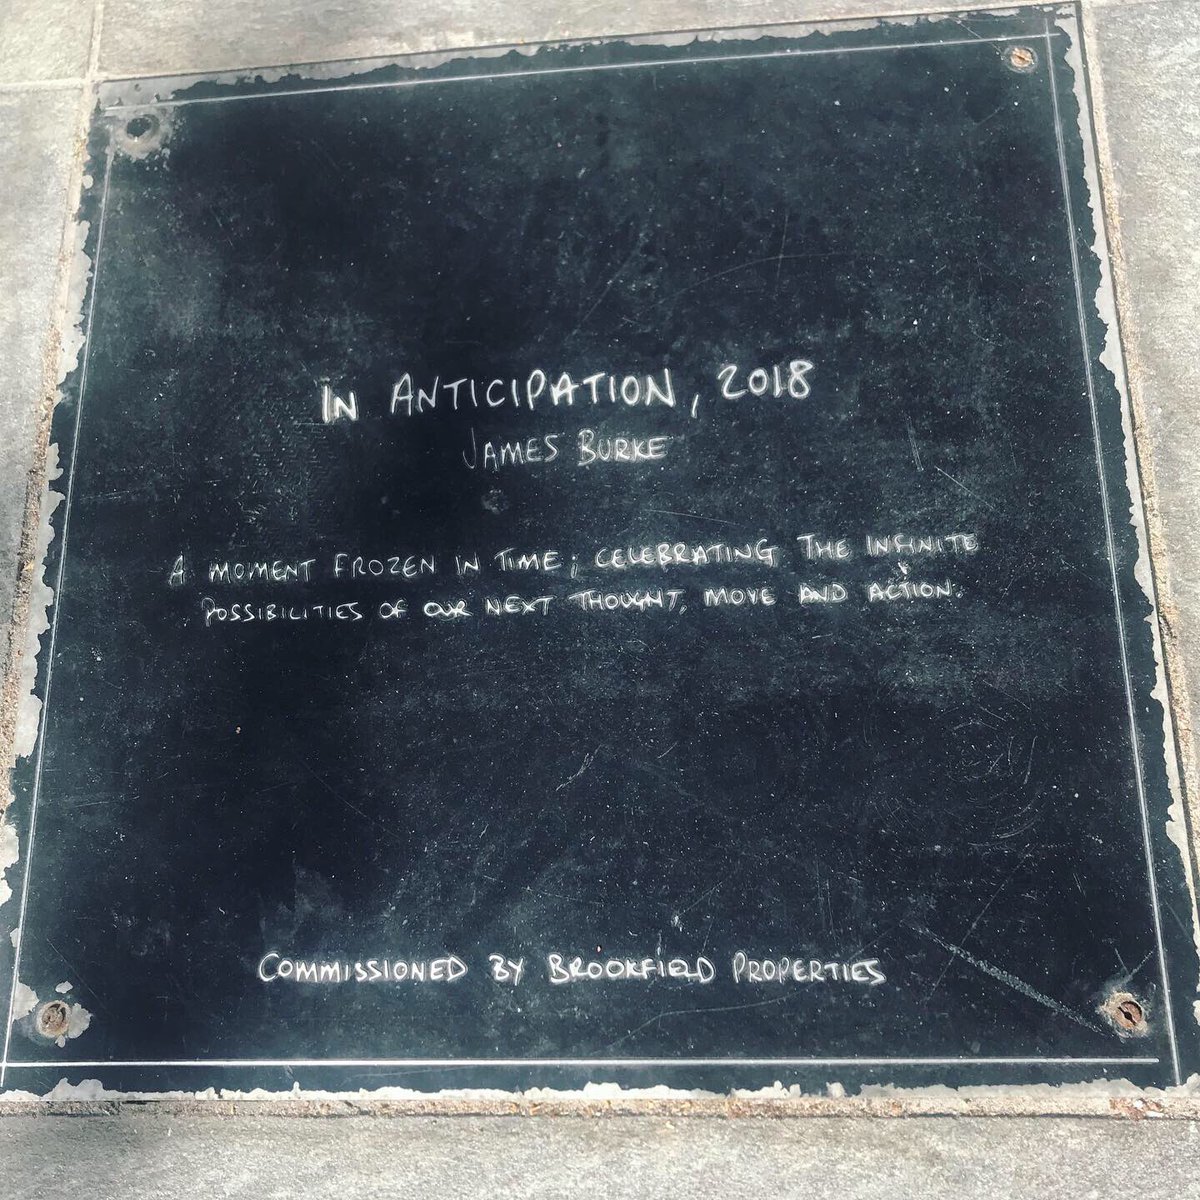 IN ANTICIPATION, 2018
JAMES BURKE
A MOMENT FROZEN IN TIME; CELEBRATING THE INFINITE
POSSIBILITIES OF OUR NEXT THOUGHT, MOVE AND ACTION.
COMMISSIONED BY BROOKFIELD PROPERTIES